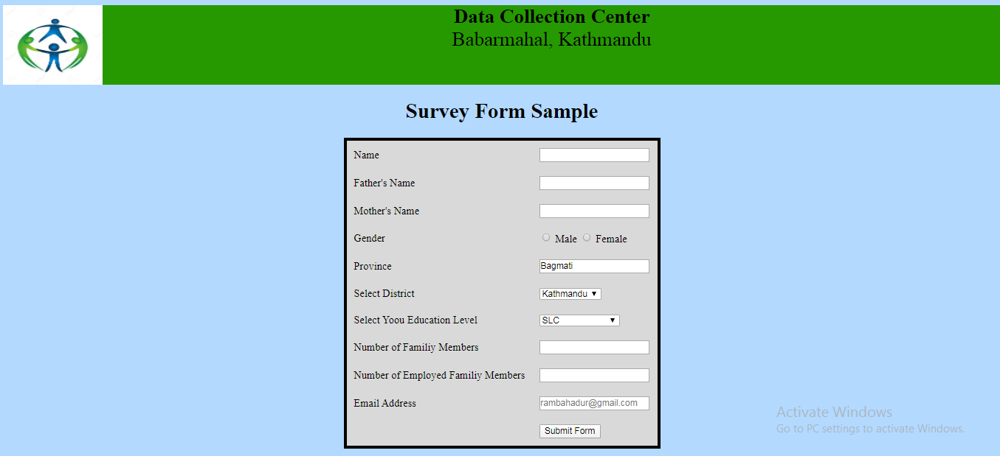 Data Collection Center
Babarmahal, Kathmandu
Survey Form Sample
Name
Father's Name
Mother's Name
Gender Male Female
Province Bagmati
Select District Kathmandu ▼
Select Yoou Education Level SLC ▼
Number of Familiy Members
Number of Employed Familiy Members
Email Address rambahadur@gmail.com
Submit Form
Activate Windows
Go to PC settings to activate Windows.